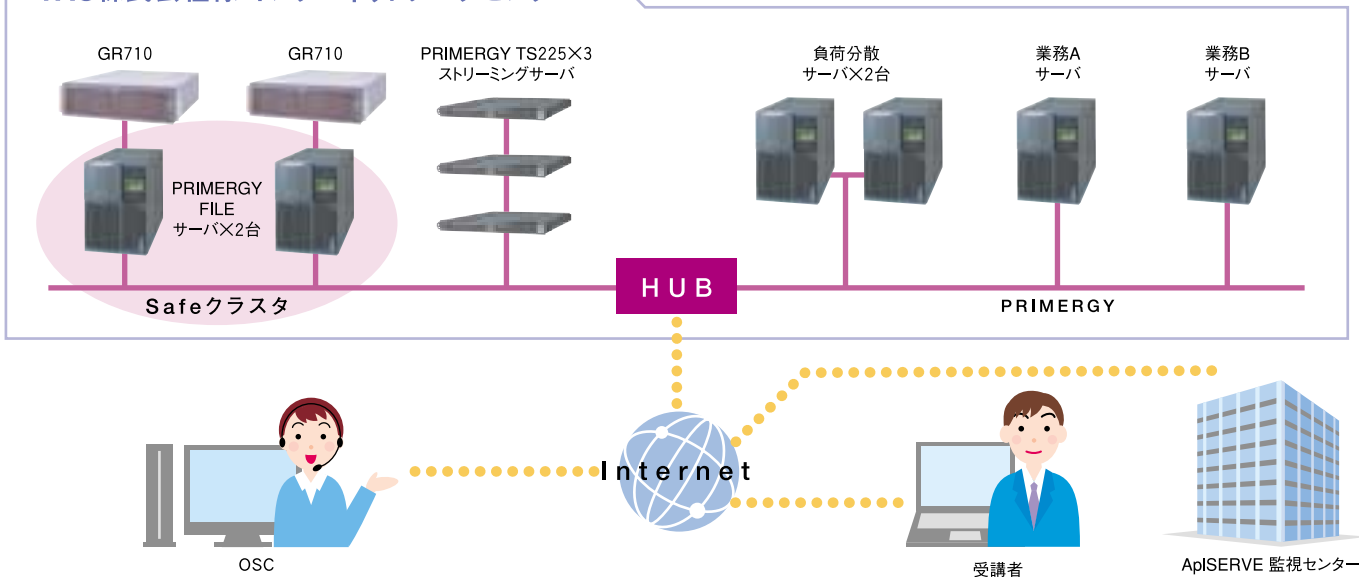 GR710
GR710
PRIMERGY TS225×3
ストリーミングサーバ
負荷分散
サーバ×2台
業務A
サーバ
業務B
サーバ
PRIMERGY
FILE
サーバ×2台
Safeクラスタ
HUB
PRIMERGY
Internet
OSC
受講者
ApISERVE 監視センター